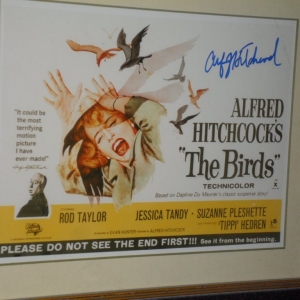 "It could be
the most
terrifying
motion
picture
I have
ever made!"
ALFRED
HITCHCOCK'S
"The Birds"
TECHNICOLOR
Based on Daphne Du Maurier's classic suspense story!
ROD TAYLOR
JESSICA TANDY · SUZANNE PLESHETTE
and 'TIPPI' HEDREN
PLEASE DO NOT SEE THE END FIRST!!! See it from the beginning.